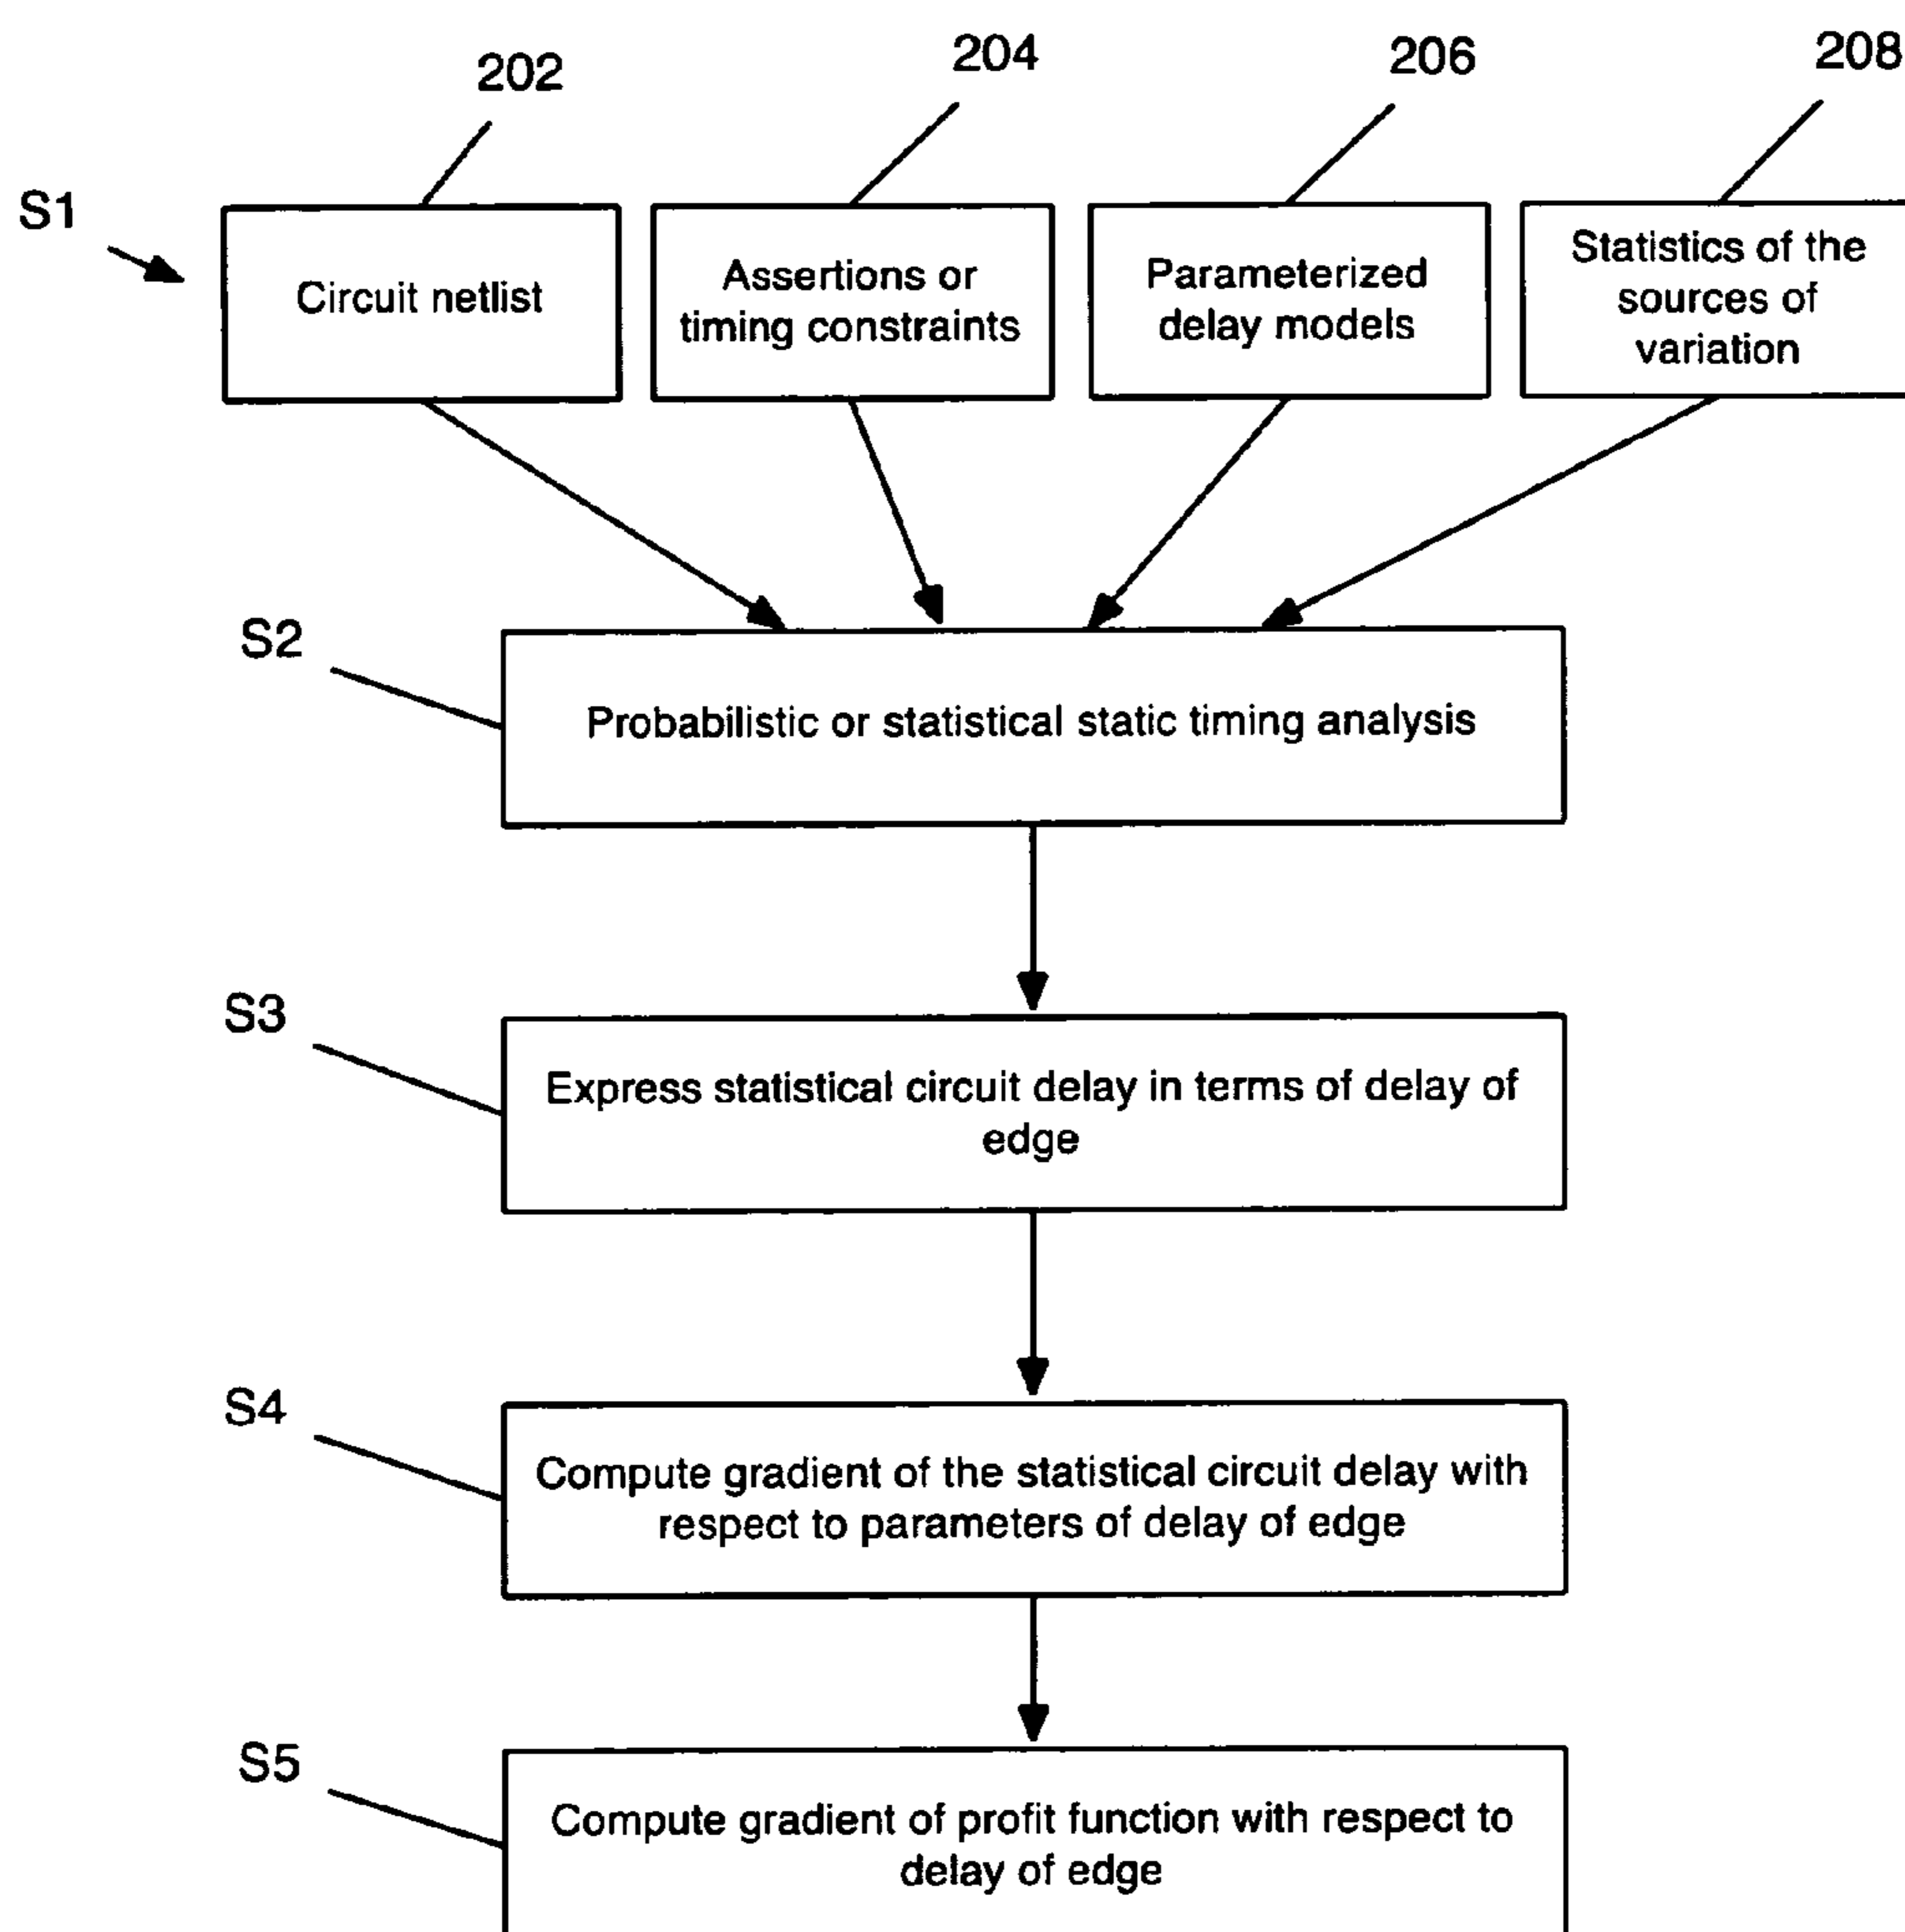 202
204
206
208
S1
Circuit netlist
Assertions or
timing constraints
Parameterized
delay models
Statistics of the
sources of
variation
S2
Probabilistic or statistical static timing analysis
S3
Express statistical circuit delay in terms of delay of
edge
S4
Compute gradient of the statistical circuit delay with
respect to parameters of delay of edge
S5
Compute gradient of profit function with respect to
delay of edge